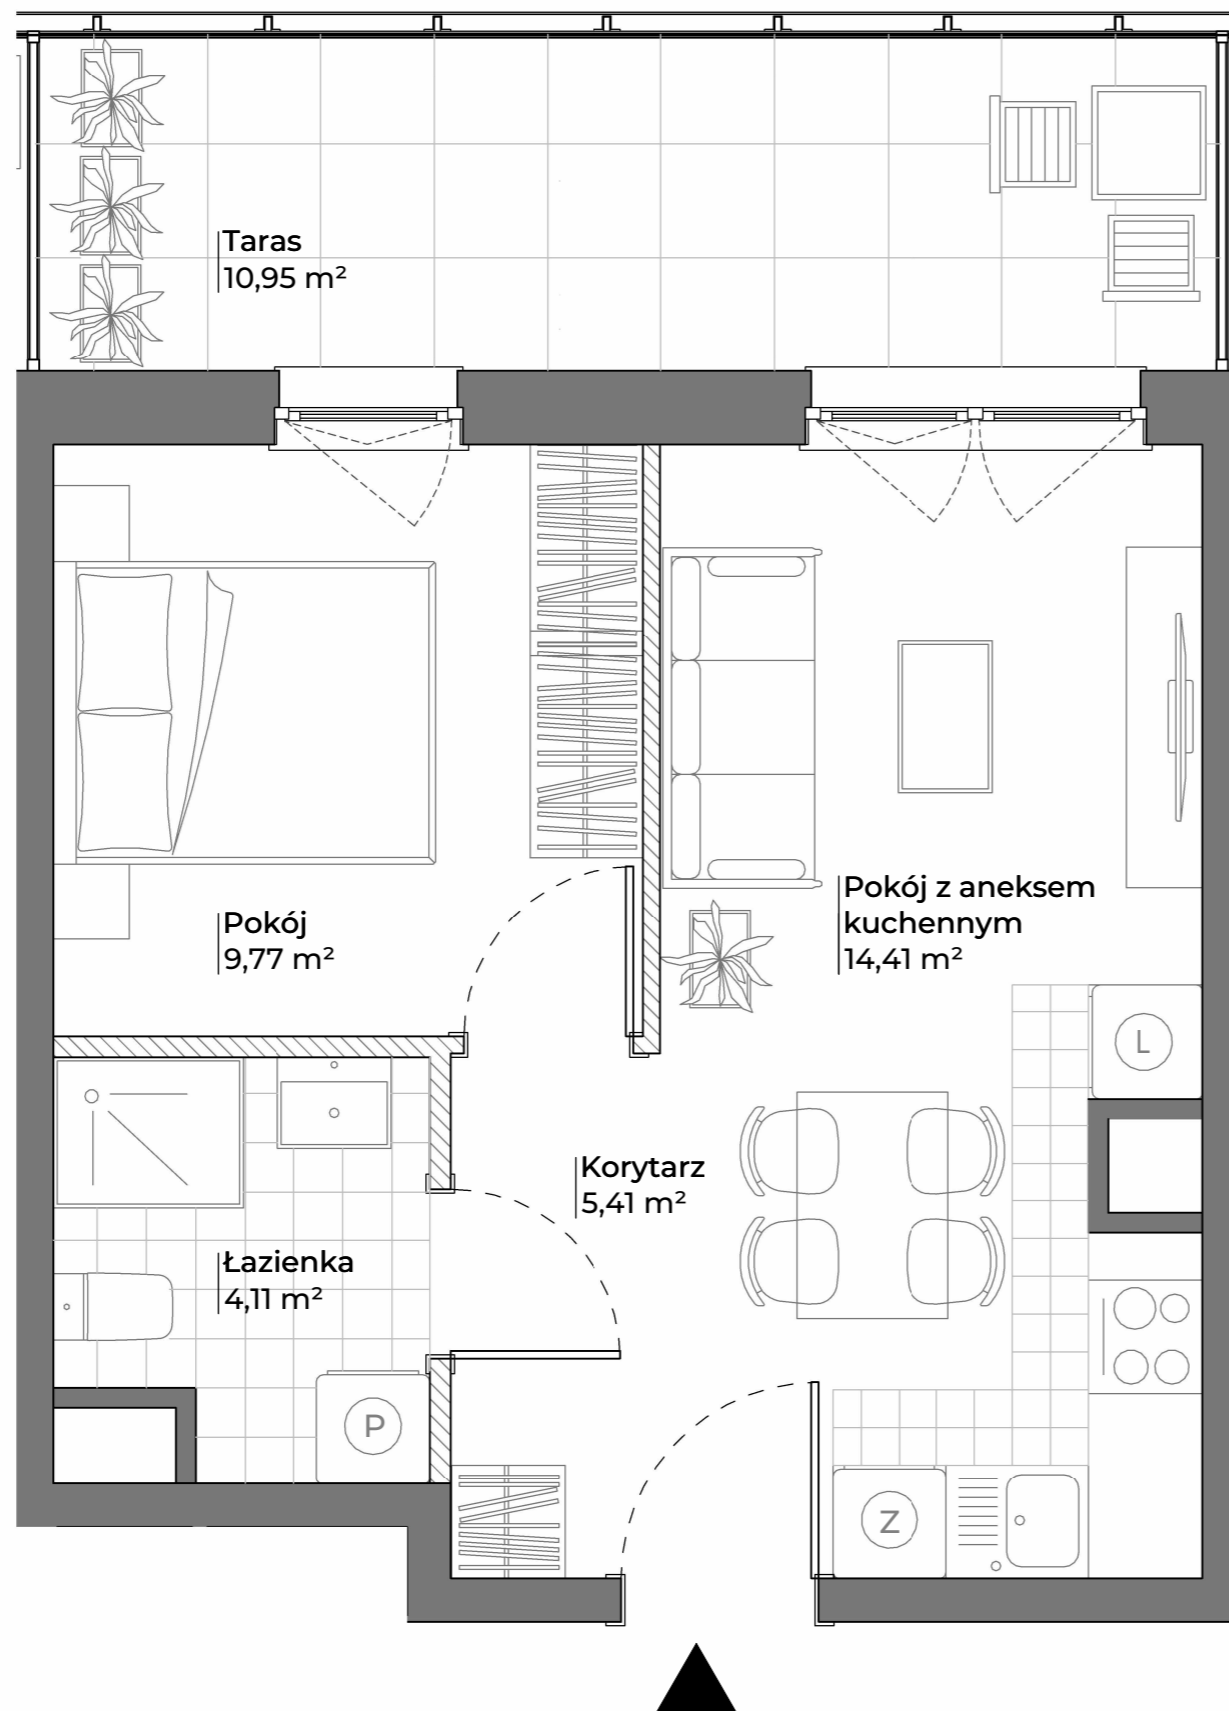 Taras
10,95 m²
Pokój
9,77 m²
Pokój z aneksem
kuchennym
14,41 m²
L
Korytarz
5,41 m²
Łazienka
4,11 m²
P
Z